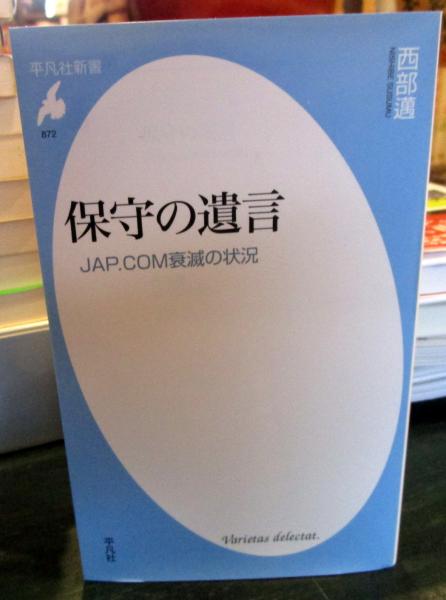 平凡社新書
872
西部邁
NISHIBE SUSUMU
保守の遺言
JAP.COM衰滅の状況
Varietas delectat.
平凡社